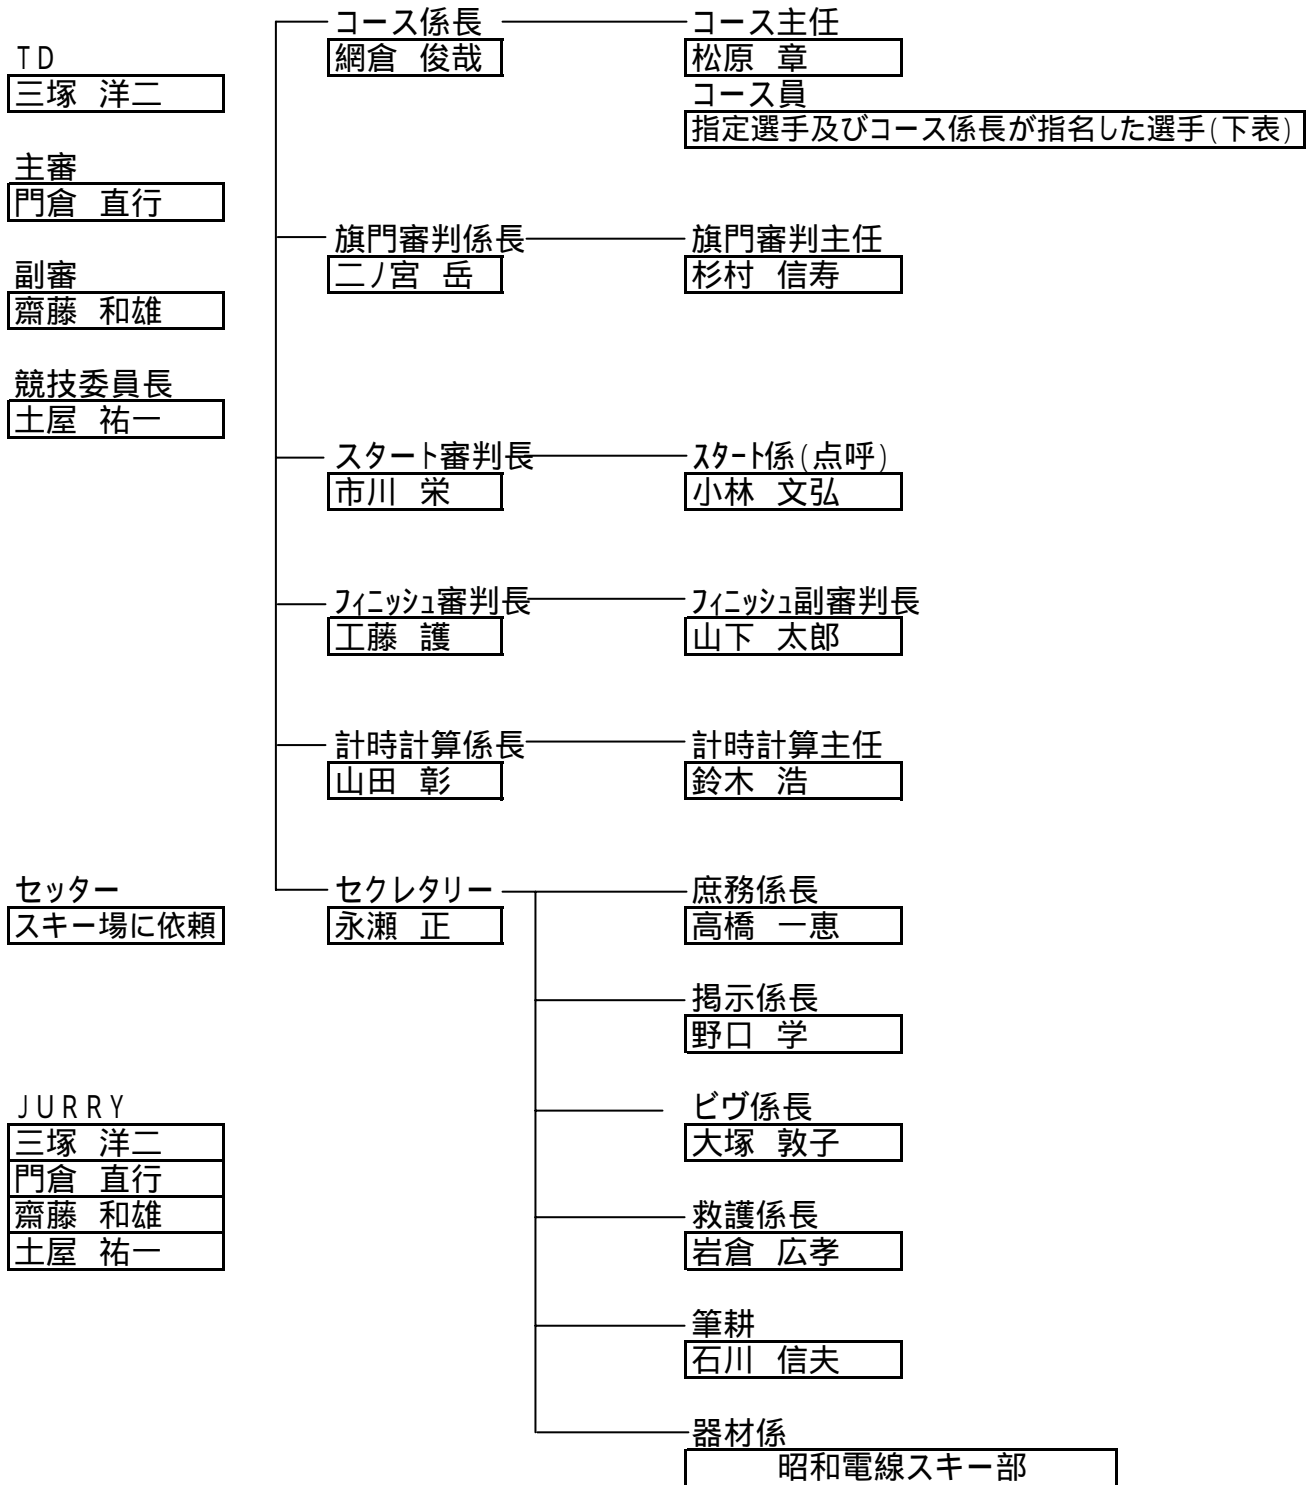 TD
三塚 洋二
主審
門倉 直行
副審
齋藤 和雄
競技委員長
土屋 祐一
セッター
スキー場に依頼
JURRY
三塚 洋二
門倉 直行
齋藤 和雄
土屋 祐一
コース係長
網倉 俊哉
コース主任
松原 章
コース員
指定選手及びコース係長が指名した選手(下表)
旗門審判係長
二ノ宮 岳
旗門審判主任
杉村 信寿
スタート審判長
市川 栄
ｽﾀｰﾄ係(点呼)
小林 文弘
ﾌｨﾆｯｼｭ審判長
工藤 護
ﾌｨﾆｯｼｭ副審判長
山下 太郎
計時計算係長
山田 彰
計時計算主任
鈴木 浩
セクレタリー
永瀬 正
庶務係長
高橋 一恵
掲示係長
野口 学
ビヴ係長
大塚 敦子
救護係長
岩倉 広孝
筆耕
石川 信夫
器材係
昭和電線スキー部